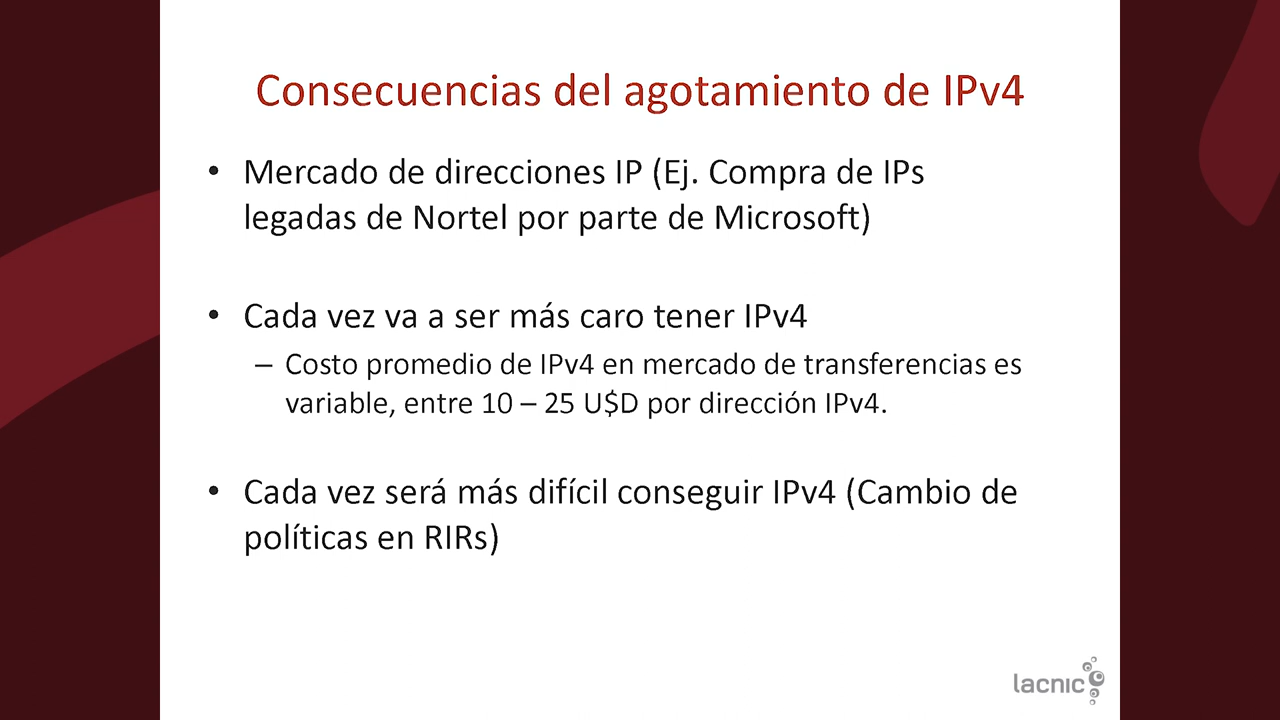 Consecuencias del agotamiento de IPv4
• Mercado de direcciones IP (Ej. Compra de IPs
legadas de Nortel por parte de Microsoft)
• Cada vez va a ser más caro tener IPv4
– Costo promedio de IPv4 en mercado de transferencias es
variable, entre 10 – 25 U$D por dirección IPv4.
• Cada vez será más difícil conseguir IPv4 (Cambio de
políticas en RIRs)
lacnic